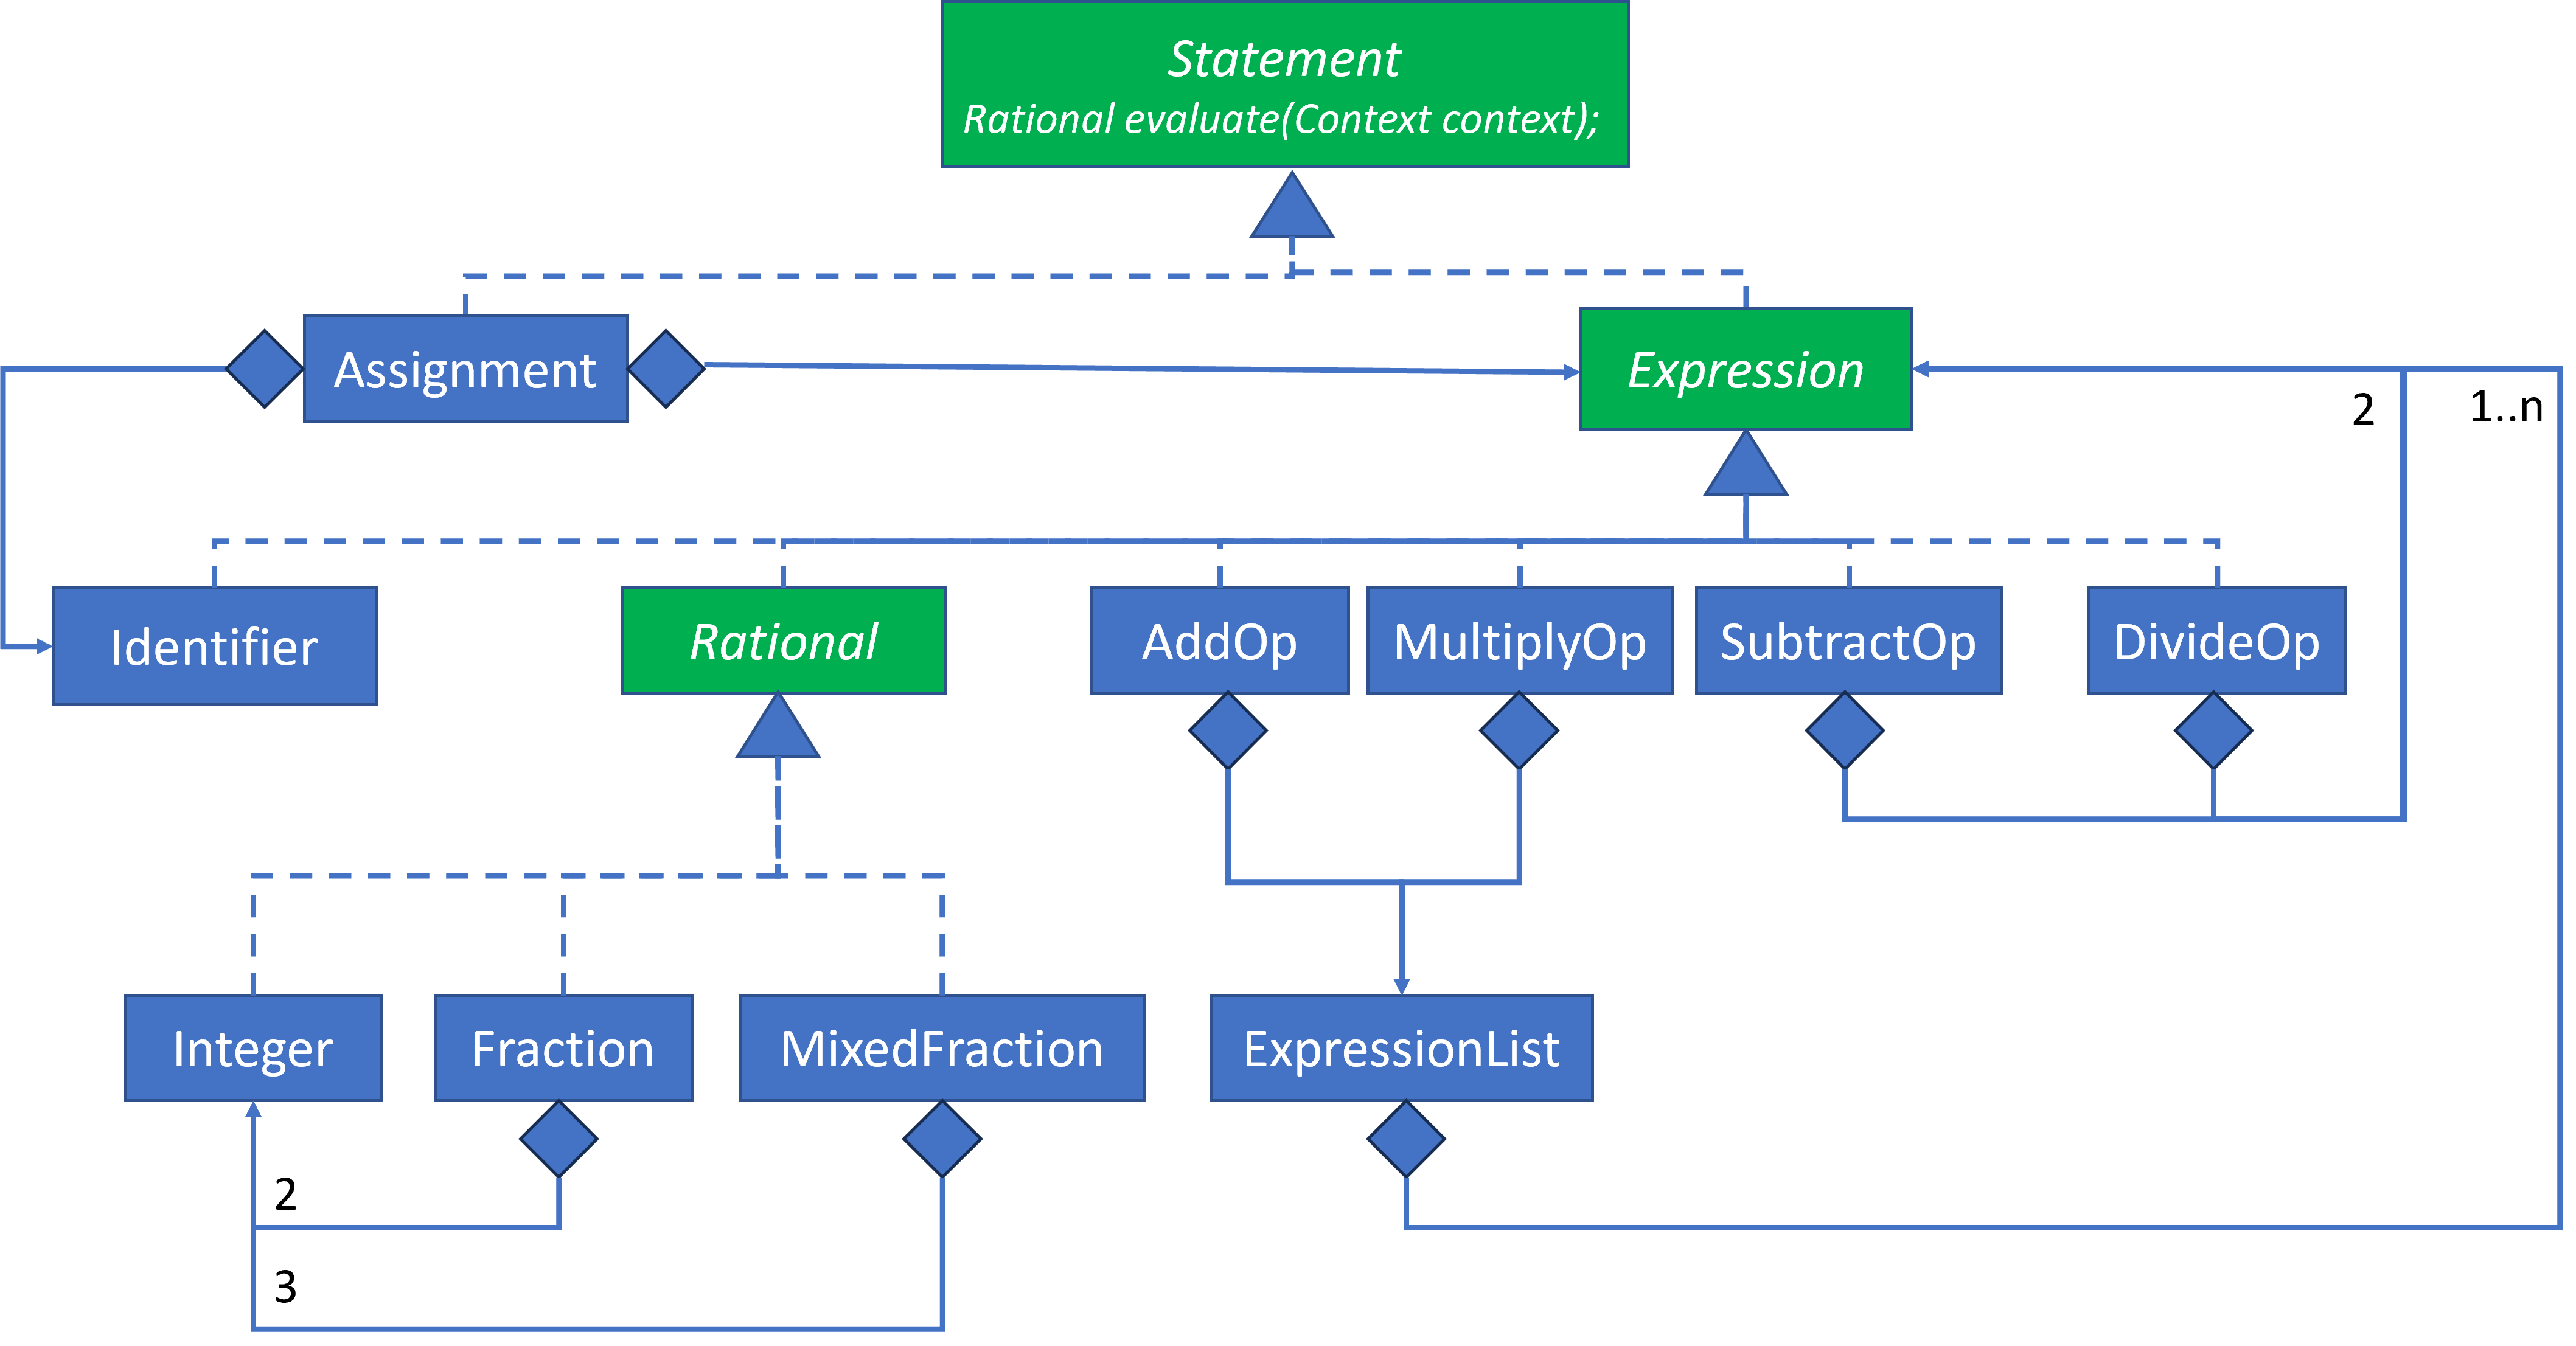 Statement
Rational evaluate(Context context);
Assignment
Expression
2
1..n
Identifier
Rational
AddOp
MultiplyOp
SubtractOp
DivideOp
Integer
Fraction
MixedFraction
ExpressionList
2
3